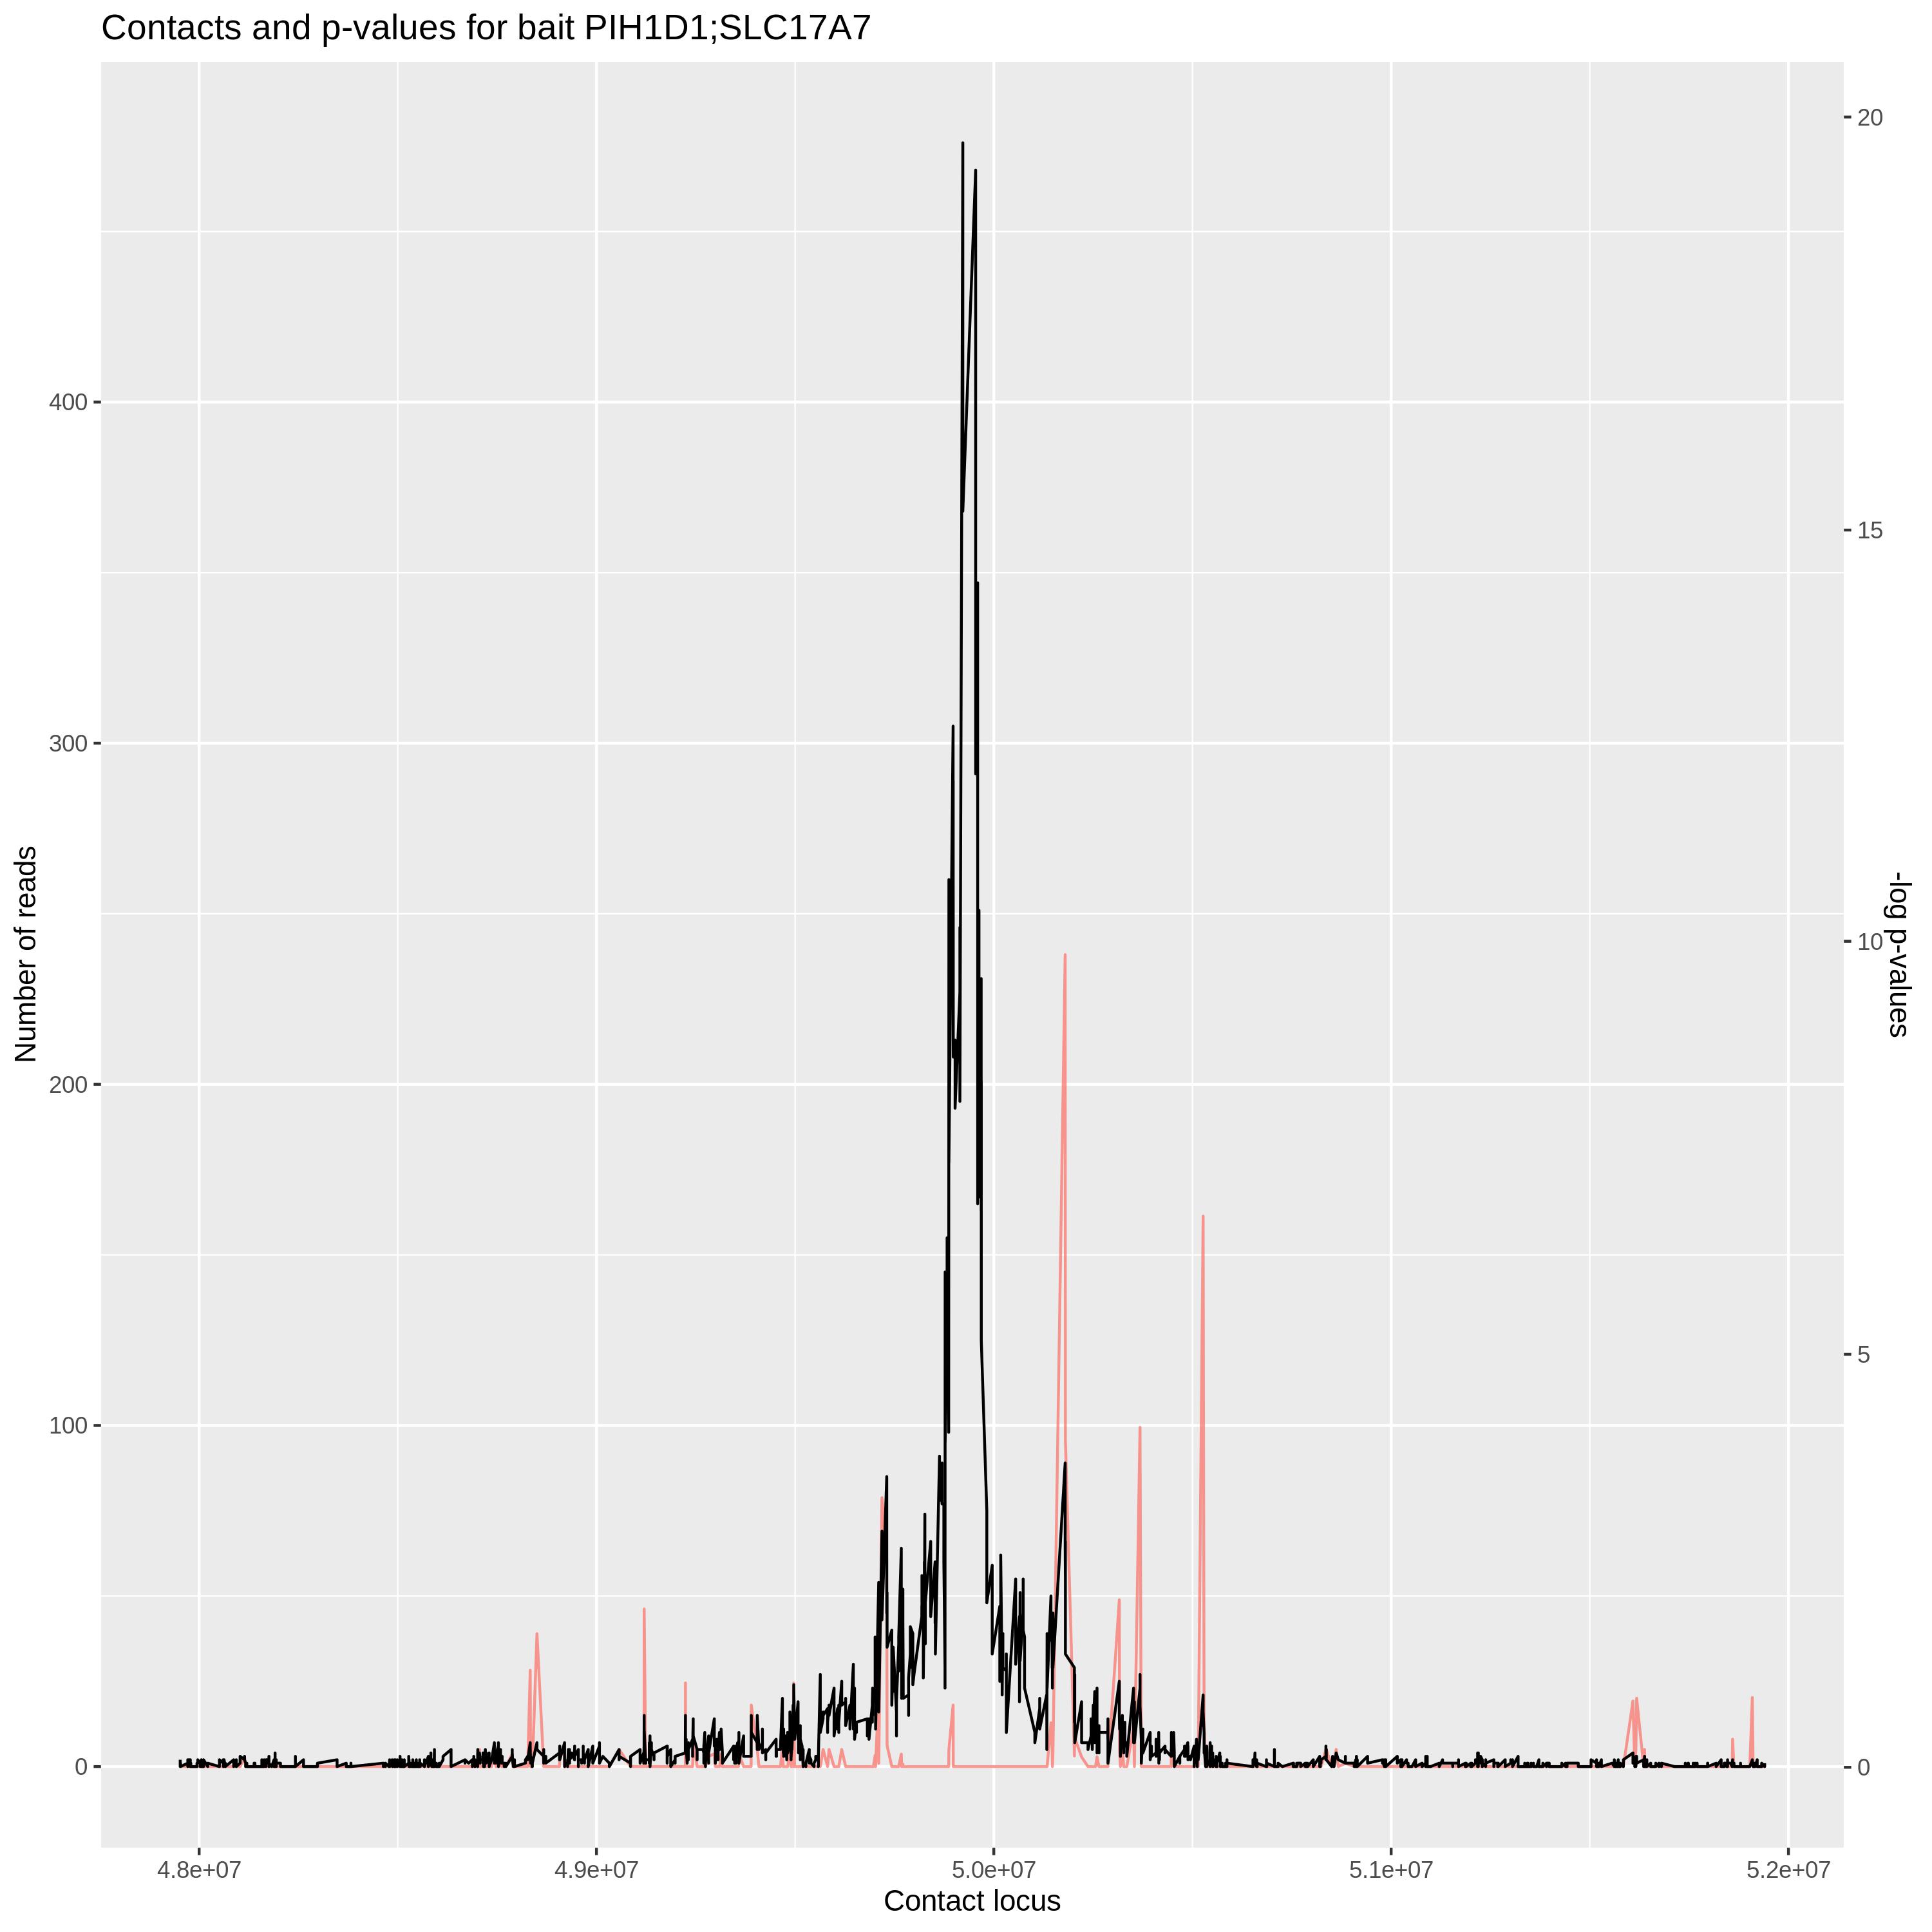 Contacts and p-values for bait PIH1D1;SLC17A7
Number of reads
400
300
200
100
0
20
15
10
5
0
-log p-values
4.8e+07 4.9e+07 5.0e+07 5.1e+07 5.2e+07
Contact locus